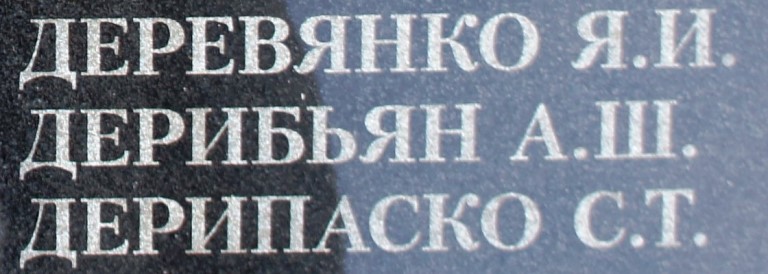 ДЕРЕВЯНКО Я.И.
ДЕРИБЬЯН А.Ш.
ДЕРИПАСКО С.Т.